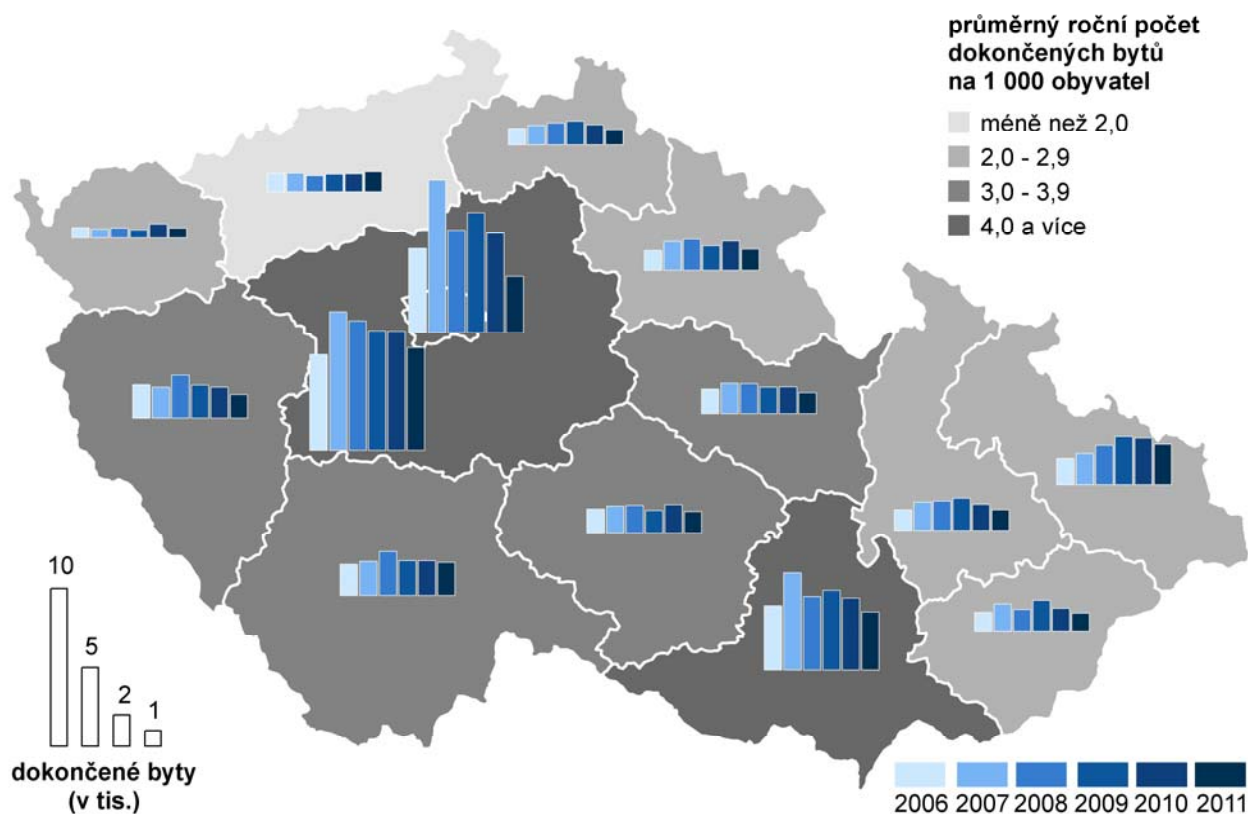 průměrný roční počet
dokončených bytů
na 1 000 obyvatel
méně než 2,0
2,0 - 2,9
3,0 - 3,9
4,0 a více
10
5
2
1
dokončené byty
(v tis.)
2006 2007 2008 2009 2010 2011